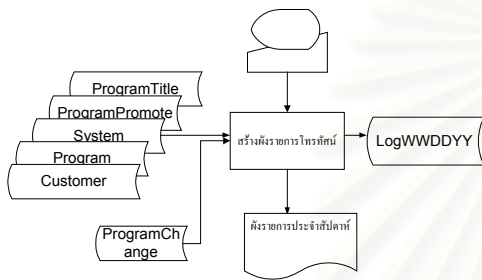 ProgramTitle
ProgramPromote
System
Program
Customer
สร้างผังรายการโทรทัศน์
LogWWDDYY
ProgramCh
ange
ผังรายการประจำสัปดาห์